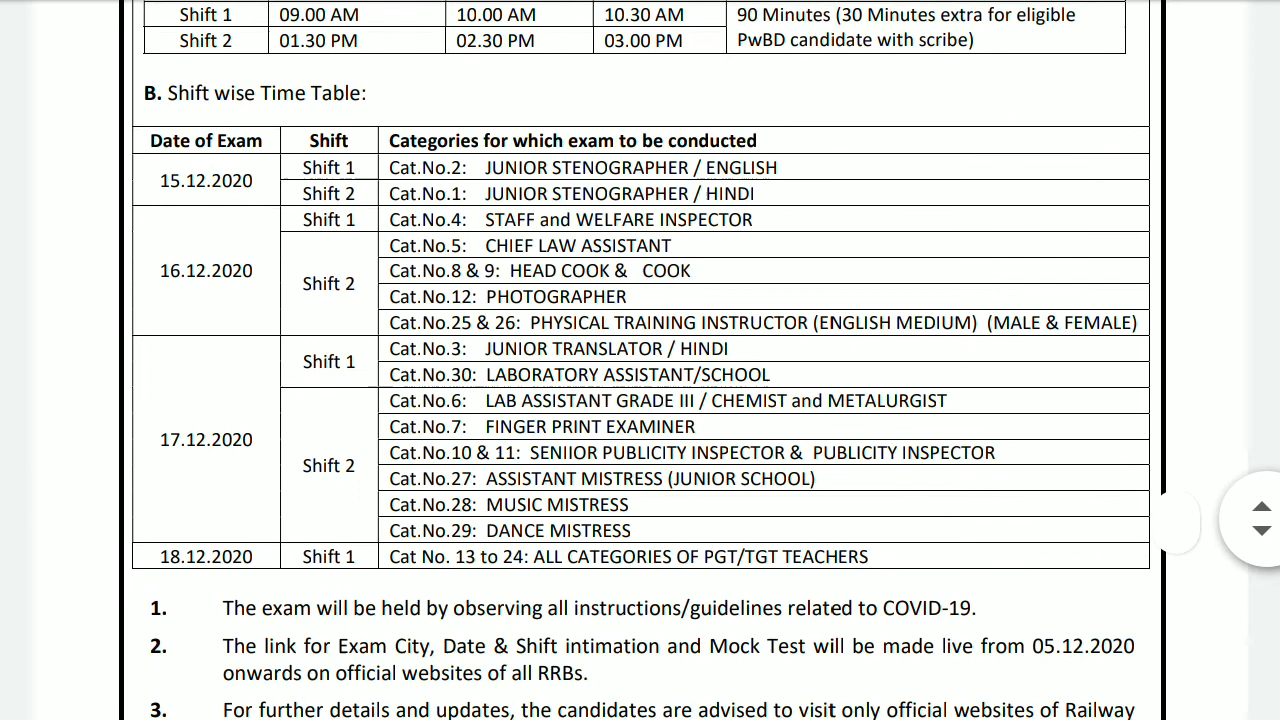 Shift 1 09.00 AM 10.00 AM 10.30 AM 90 Minutes (30 Minutes extra for eligible
Shift 2 01.30 PM 02.30 PM 03.00 PM PwBD candidate with scribe)
B. Shift wise Time Table:
Date of Exam Shift Categories for which exam to be conducted
15.12.2020 Shift 1 Cat.No.2: JUNIOR STENOGRAPHER / ENGLISH
Shift 2 Cat.No.1: JUNIOR STENOGRAPHER / HINDI
16.12.2020 Shift 1 Cat.No.4: STAFF and WELFARE INSPECTOR
Shift 2 Cat.No.5: CHIEF LAW ASSISTANT
Cat.No.8 & 9: HEAD COOK & COOK
Cat.No.12: PHOTOGRAPHER
Cat.No.25 & 26: PHYSICAL TRAINING INSTRUCTOR (ENGLISH MEDIUM) (MALE & FEMALE)
17.12.2020 Shift 1 Cat.No.3: JUNIOR TRANSLATOR / HINDI
Cat.No.30: LABORATORY ASSISTANT/SCHOOL
Shift 2 Cat.No.6: LAB ASSISTANT GRADE III / CHEMIST and METALURGIST
Cat.No.7: FINGER PRINT EXAMINER
Cat.No.10 & 11: SENIIOR PUBLICITY INSPECTOR & PUBLICITY INSPECTOR
Cat.No.27: ASSISTANT MISTRESS (JUNIOR SCHOOL)
Cat.No.28: MUSIC MISTRESS
Cat.No.29: DANCE MISTRESS
18.12.2020 Shift 1 Cat No. 13 to 24: ALL CATEGORIES OF PGT/TGT TEACHERS
1. The exam will be held by observing all instructions/guidelines related to COVID-19.
2. The link for Exam City, Date & Shift intimation and Mock Test will be made live from 05.12.2020
onwards on official websites of all RRBs.
3. For further details and updates, the candidates are advised to visit only official websites of Railway